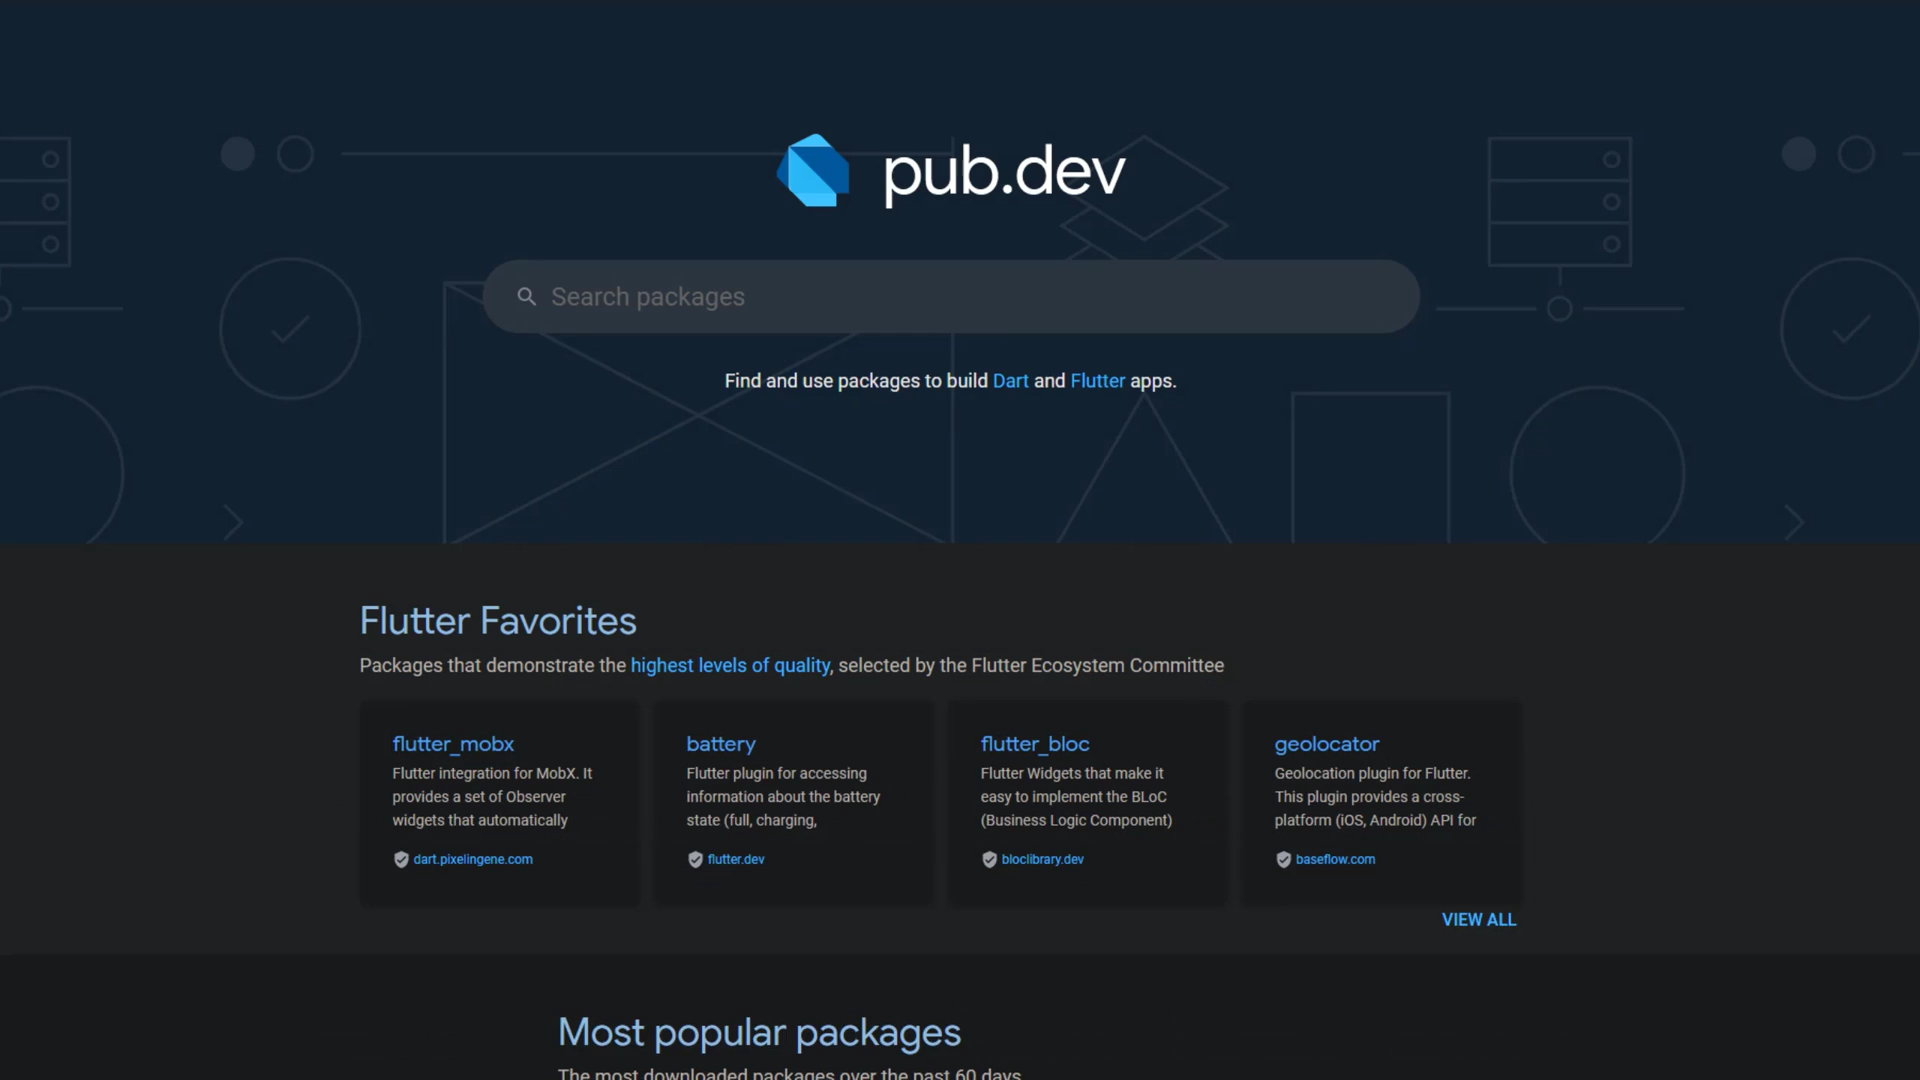 pub.dev
Search packages
Find and use packages to build Dart and Flutter apps.
Flutter Favorites
Packages that demonstrate the highest levels of quality, selected by the Flutter Ecosystem Committee
flutter_mobx
Flutter integration for MobX. It
provides a set of Observer
widgets that automatically
dart.pixelingene.com
battery
Flutter plugin for accessing
information about the battery
state (full, charging,
flutter.dev
flutter_bloc
Flutter Widgets that make it
easy to implement the BLoC
(Business Logic Component)
bloclibrary.dev
geolocator
Geolocation plugin for Flutter.
This plugin provides a cross-
platform (iOS, Android) API for
baseflow.com
VIEW ALL
Most popular packages
The most downloaded packages over the past 60 days